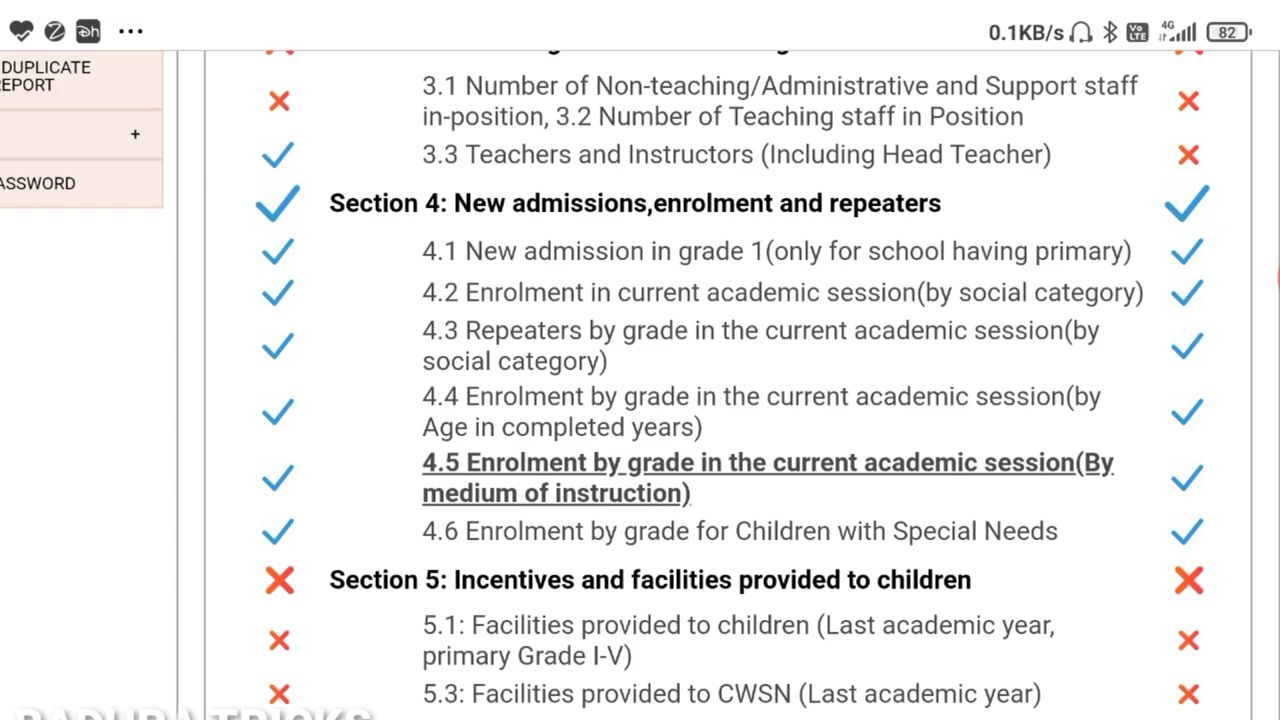 0.1KB/s 4G Vo LTE 82
DUPLICATE
REPORT
+
ASSWORD
3.1 Number of Non-teaching/Administrative and Support staff
in-position, 3.2 Number of Teaching staff in Position
3.3 Teachers and Instructors (Including Head Teacher)
Section 4: New admissions,enrolment and repeaters
4.1 New admission in grade 1(only for school having primary)
4.2 Enrolment in current academic session(by social category)
4.3 Repeaters by grade in the current academic session(by
social category)
4.4 Enrolment by grade in the current academic session(by
Age in completed years)
4.5 Enrolment by grade in the current academic session(By
medium of instruction)
4.6 Enrolment by grade for Children with Special Needs
Section 5: Incentives and facilities provided to children
5.1: Facilities provided to children (Last academic year,
primary Grade I-V)
5.3: Facilities provided to CWSN (Last academic year)